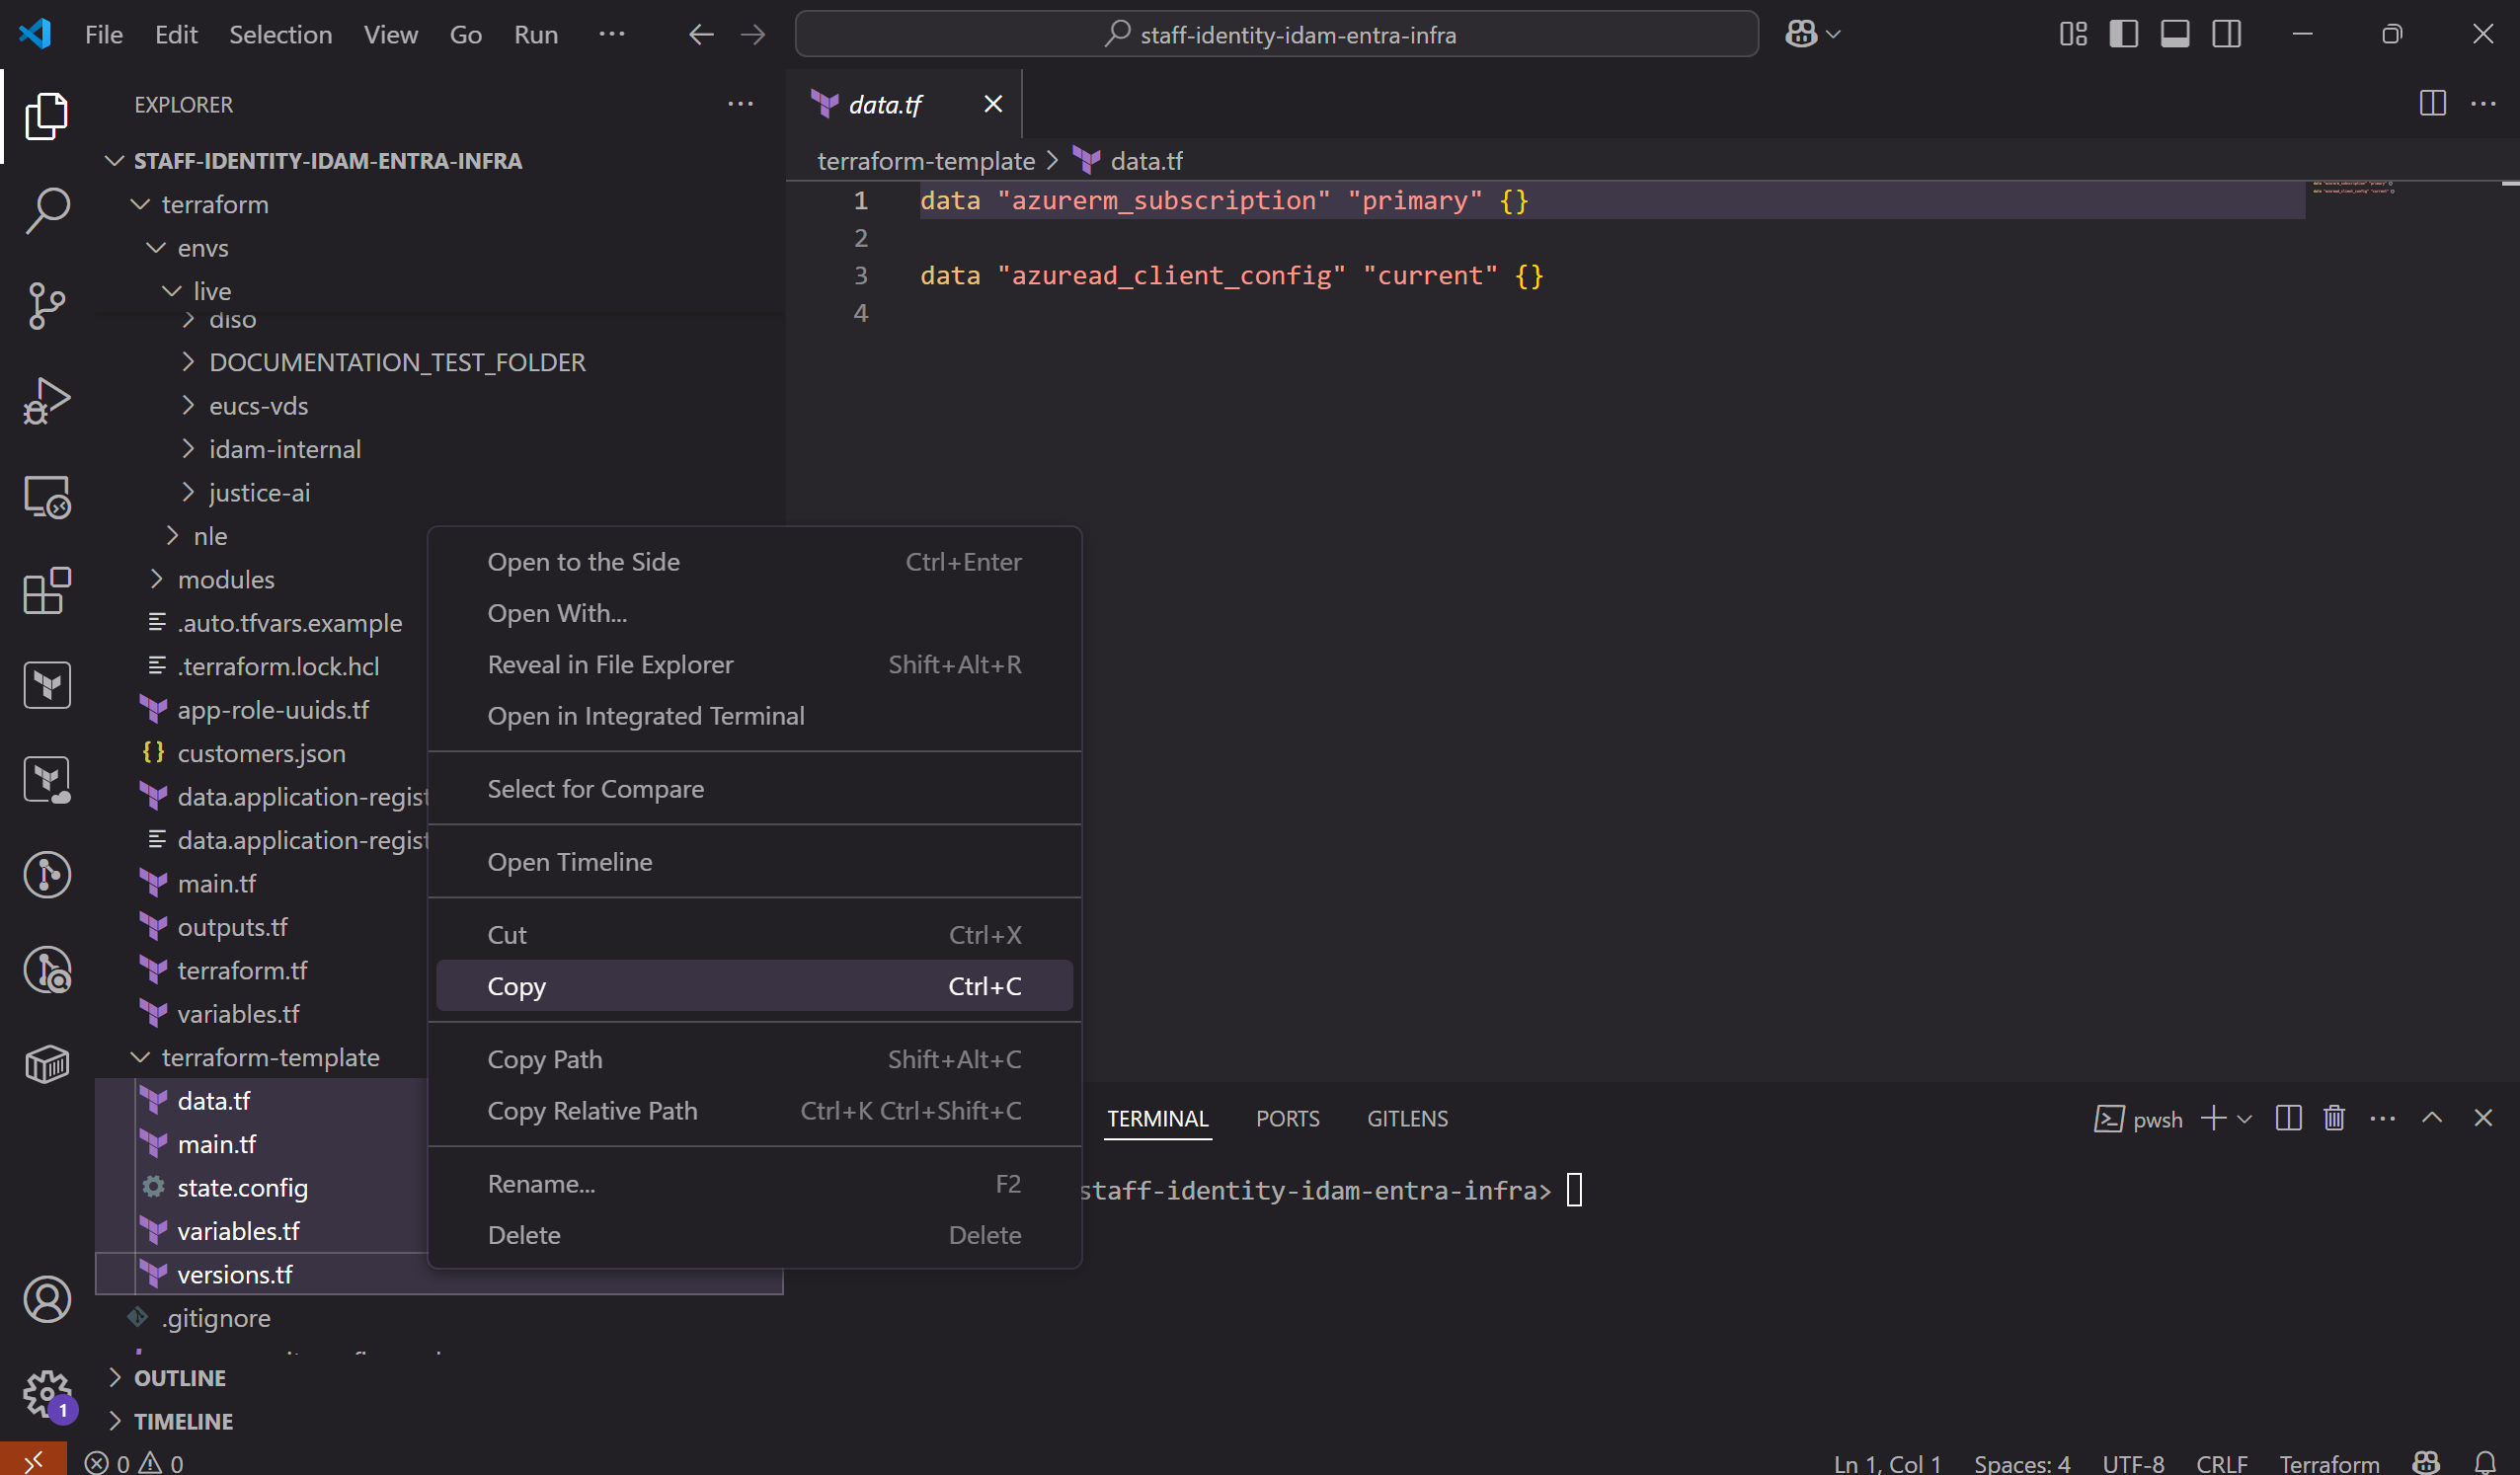 File Edit Selection View Go Run ··· staff-identity-idam-entra-infra
EXPLORER
STAFF-IDENTITY-IDAM-ENTRA-INFRA
terraform
envs
live
diso
DOCUMENTATION_TEST_FOLDER
eucs-vds
idam-internal
justice-ai
nle
modules
.auto.tfvars.example
.terraform.lock.hcl
app-role-uuids.tf
customers.json
data.application-regist
data.application-regist
main.tf
outputs.tf
terraform.tf
variables.tf
terraform-template
data.tf
main.tf
state.config
variables.tf
versions.tf
.gitignore
OUTLINE
TIMELINE
data.tf
terraform-template > data.tf
1 data "azurerm_subscription" "primary" {}
2
3 data "azuread_client_config" "current" {}
4
Open to the Side Ctrl+Enter
Open With...
Reveal in File Explorer Shift+Alt+R
Open in Integrated Terminal
Select for Compare
Open Timeline
Cut Ctrl+X
Copy Ctrl+C
Copy Path Shift+Alt+C
Copy Relative Path Ctrl+K Ctrl+Shift+C
Rename... F2
Delete Delete
TERMINAL PORTS GITLENS pwsh
staff-identity-idam-entra-infra>
1
0 0 Ln 1, Col 1 Spaces: 4 UTF-8 CRLF Terraform